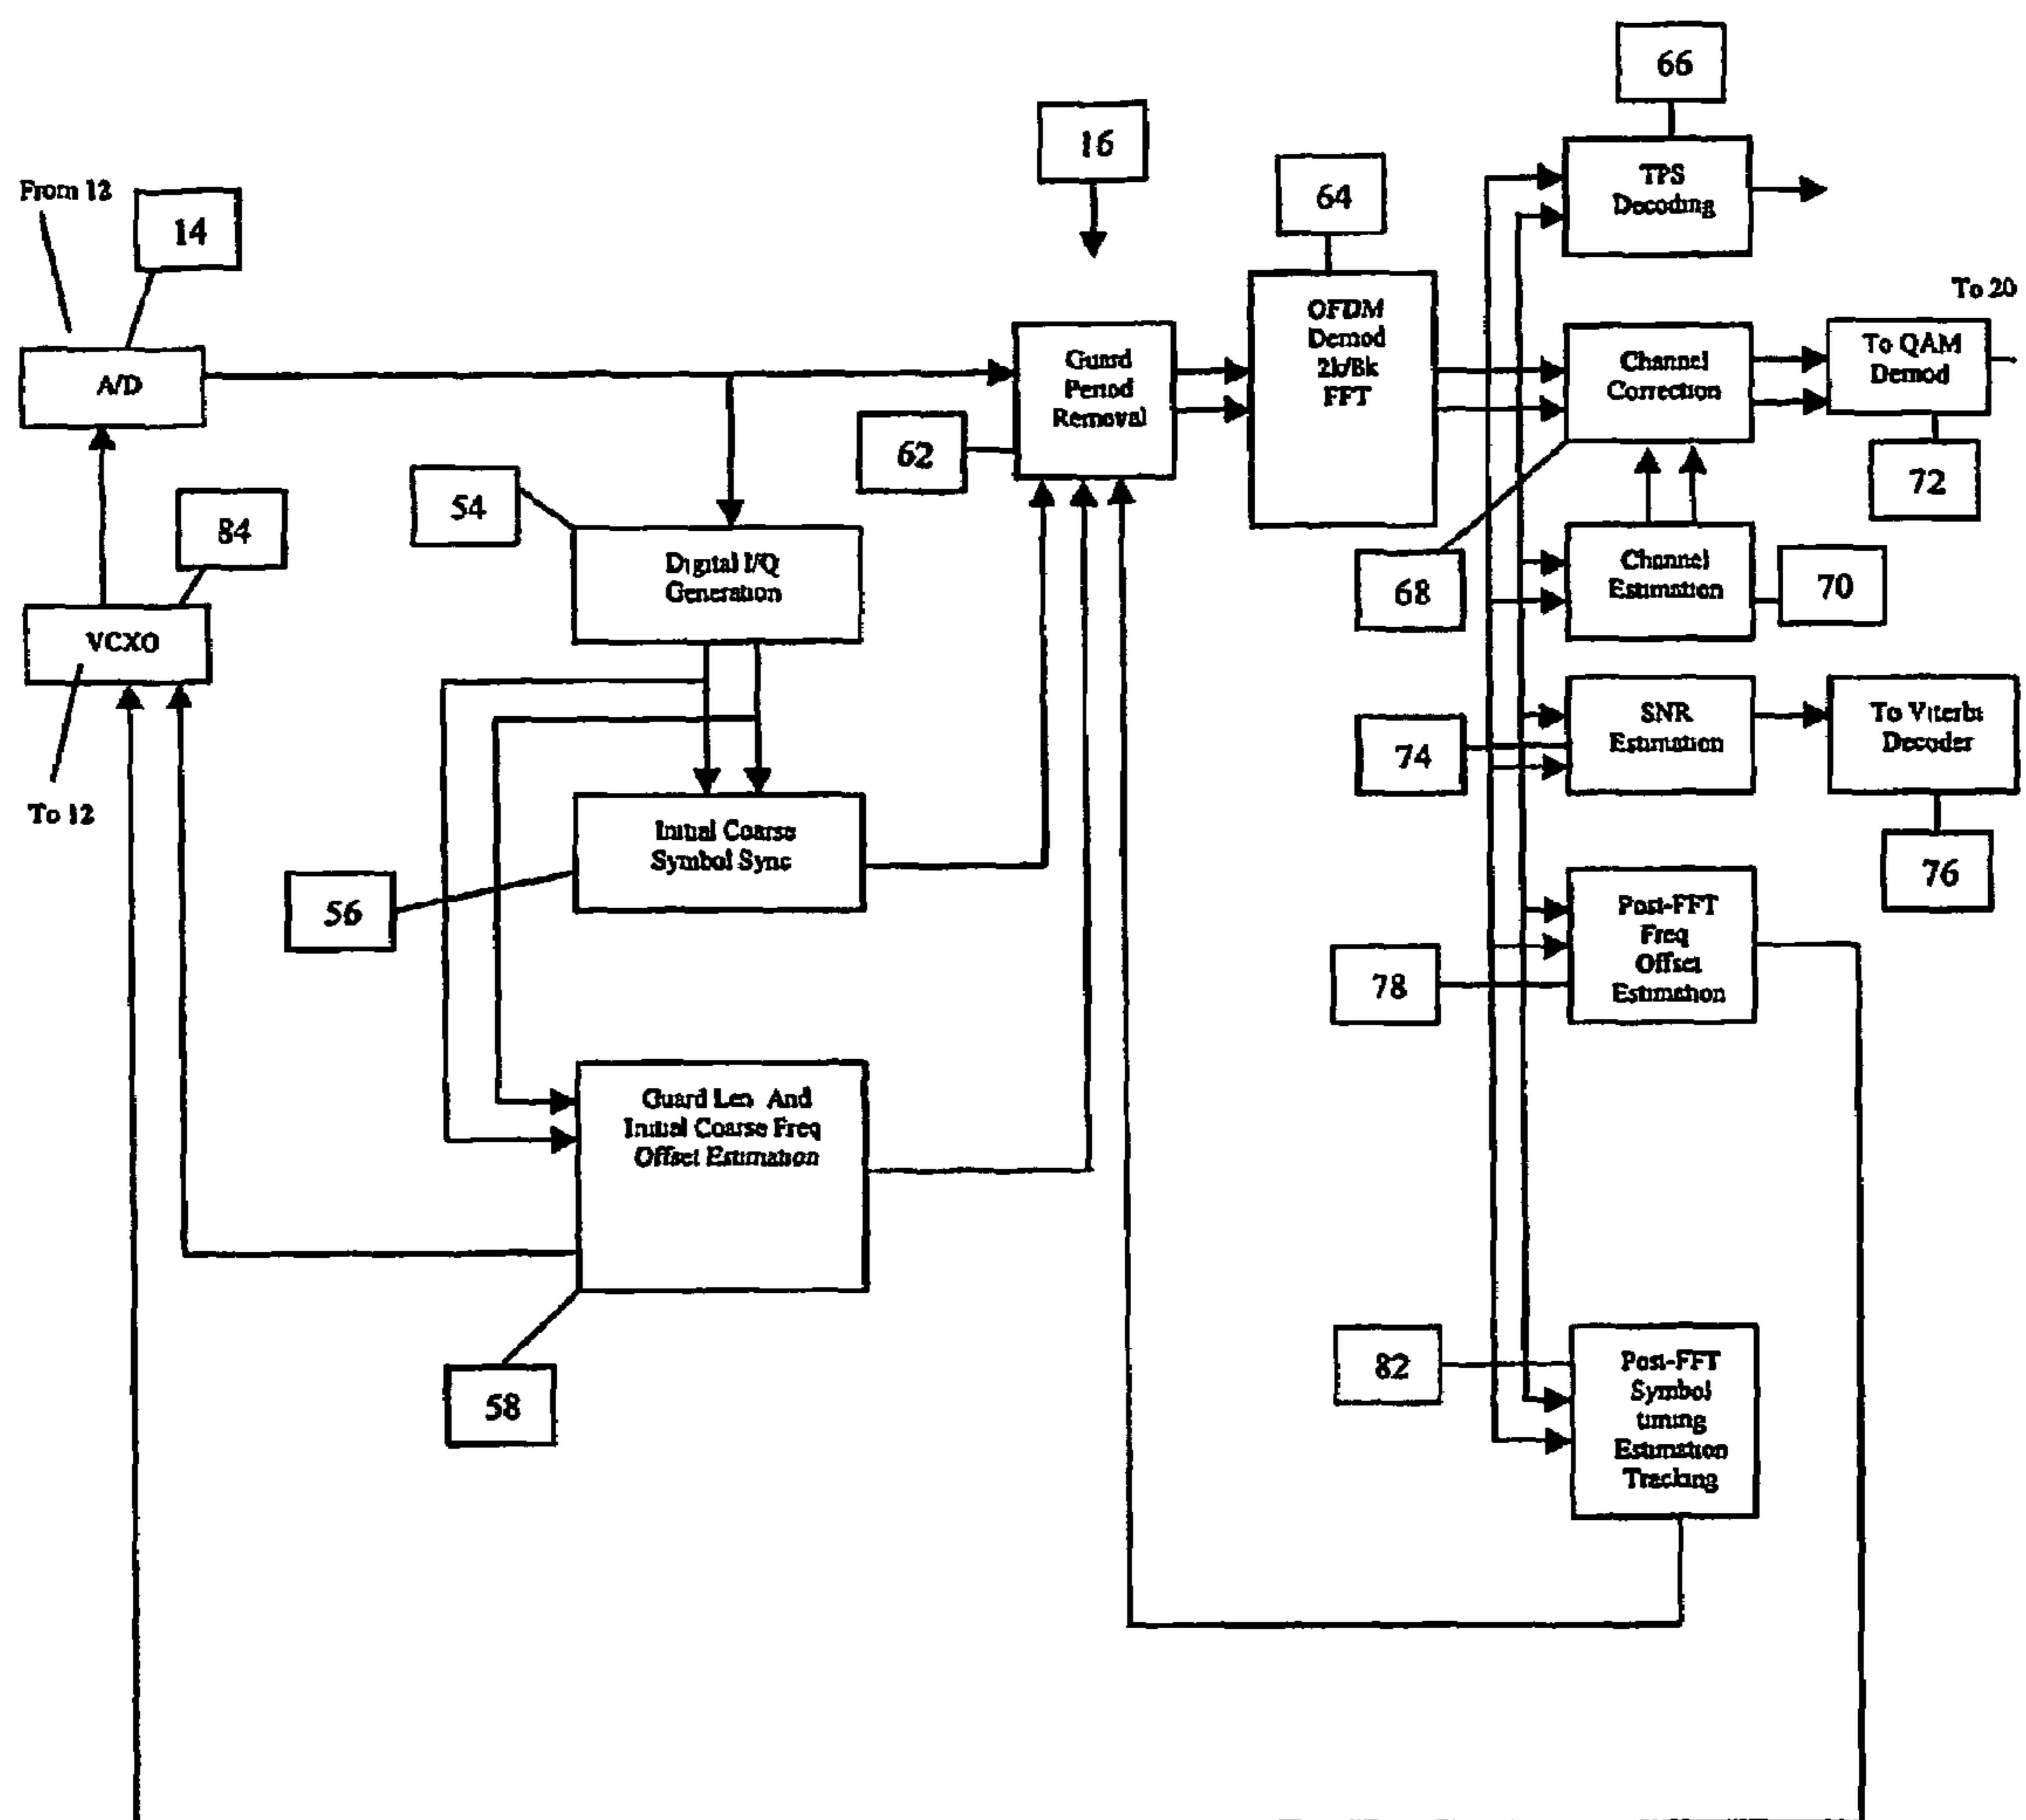 66
16
From 12
14
64
TPS
Decoding
To 20
A/D
Guard
Period
Removal
OFDM
Demod
2k/8k
FFT
Channel
Correction
To QAM
Demod
62
54
84
72
Digital I/Q
Generation
68
Channel
Estimation
70
VCXO
To 12
74
SNR
Estimation
To Viterbi
Decoder
Initial Coarse
Symbol Sync
56
76
Post-FFT
Freq
Offset
Estimation
78
Guard Len And
Initial Coarse Freq
Offset Estimation
58
82
Post-FFT
Symbol
timing
Estimation
Tracking